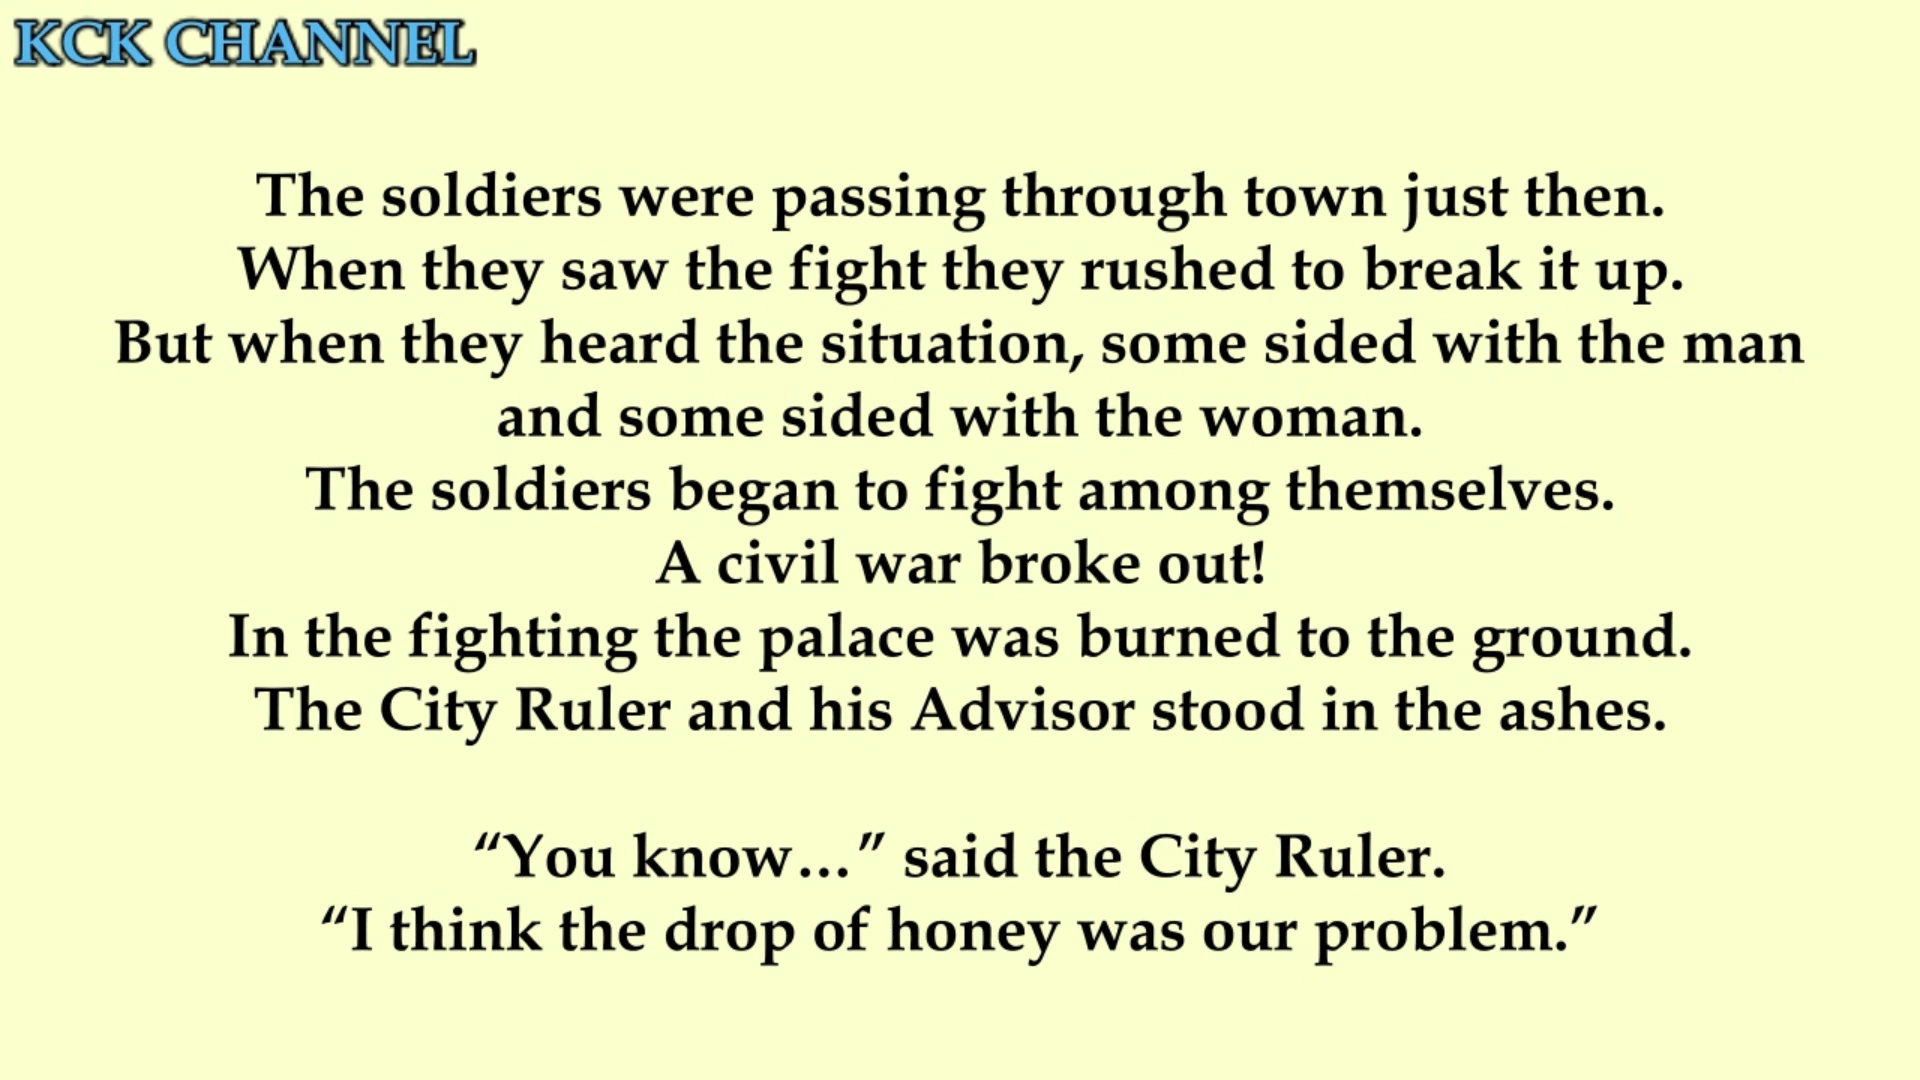 KCK CHANNEL
The soldiers were passing through town just then.
When they saw the fight they rushed to break it up.
But when they heard the situation, some sided with the man
and some sided with the woman.
The soldiers began to fight among themselves.
A civil war broke out!
In the fighting the palace was burned to the ground.
The City Ruler and his Advisor stood in the ashes.
“You know…” said the City Ruler.
“I think the drop of honey was our problem.”